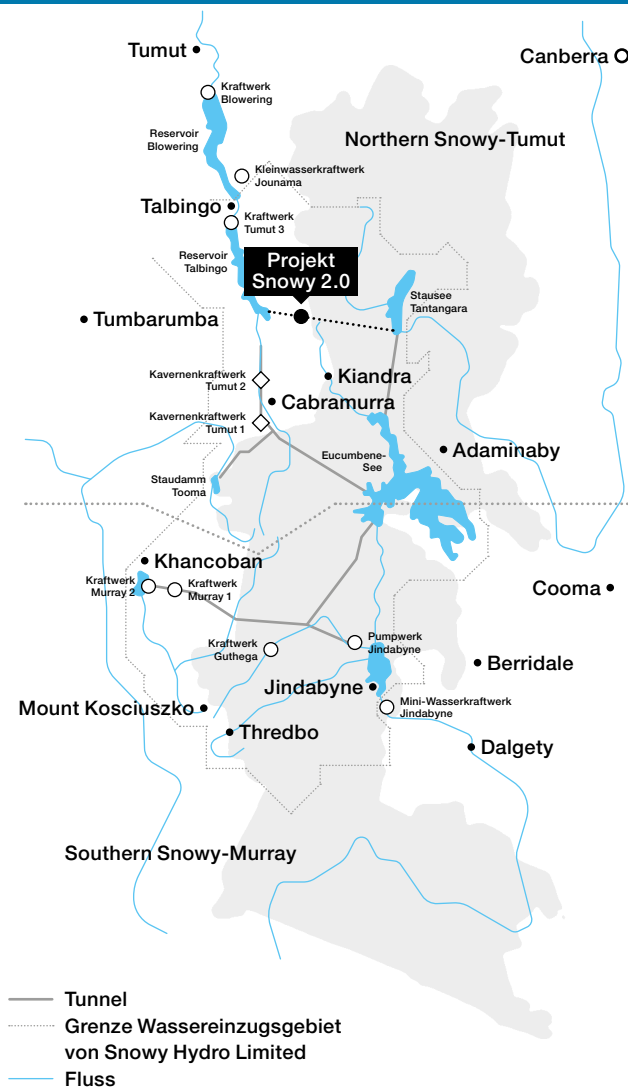 Tumut
Canberra
Kraftwerk
Blowering
Northern Snowy-Tumut
Reservoir
Blowering
Kleinwasserkraftwerk
Jounama
Talbingo
Kraftwerk
Tumut 3
Reservoir
Talbingo
Projekt
Snowy 2.0
Stausee
Tantangara
Tumbarumba
Kavernenkraftwerk
Tumut 2
Kiandra
Cabramurra
Kavernenkraftwerk
Tumut 1
Adaminaby
Eucumbene-
See
Staudamm
Tooma
Khancoban
Kraftwerk
Murray 2
Kraftwerk
Murray 1
Cooma
Kraftwerk
Guthega
Pumpwerk
Jindabyne
Berridale
Jindabyne
Mount Kosciuszko
Mini-Wasserkraftwerk
Jindabyne
Thredbo
Dalgety
Southern Snowy-Murray
Tunnel
Grenze Wassereinzugsgebiet
von Snowy Hydro Limited
Fluss